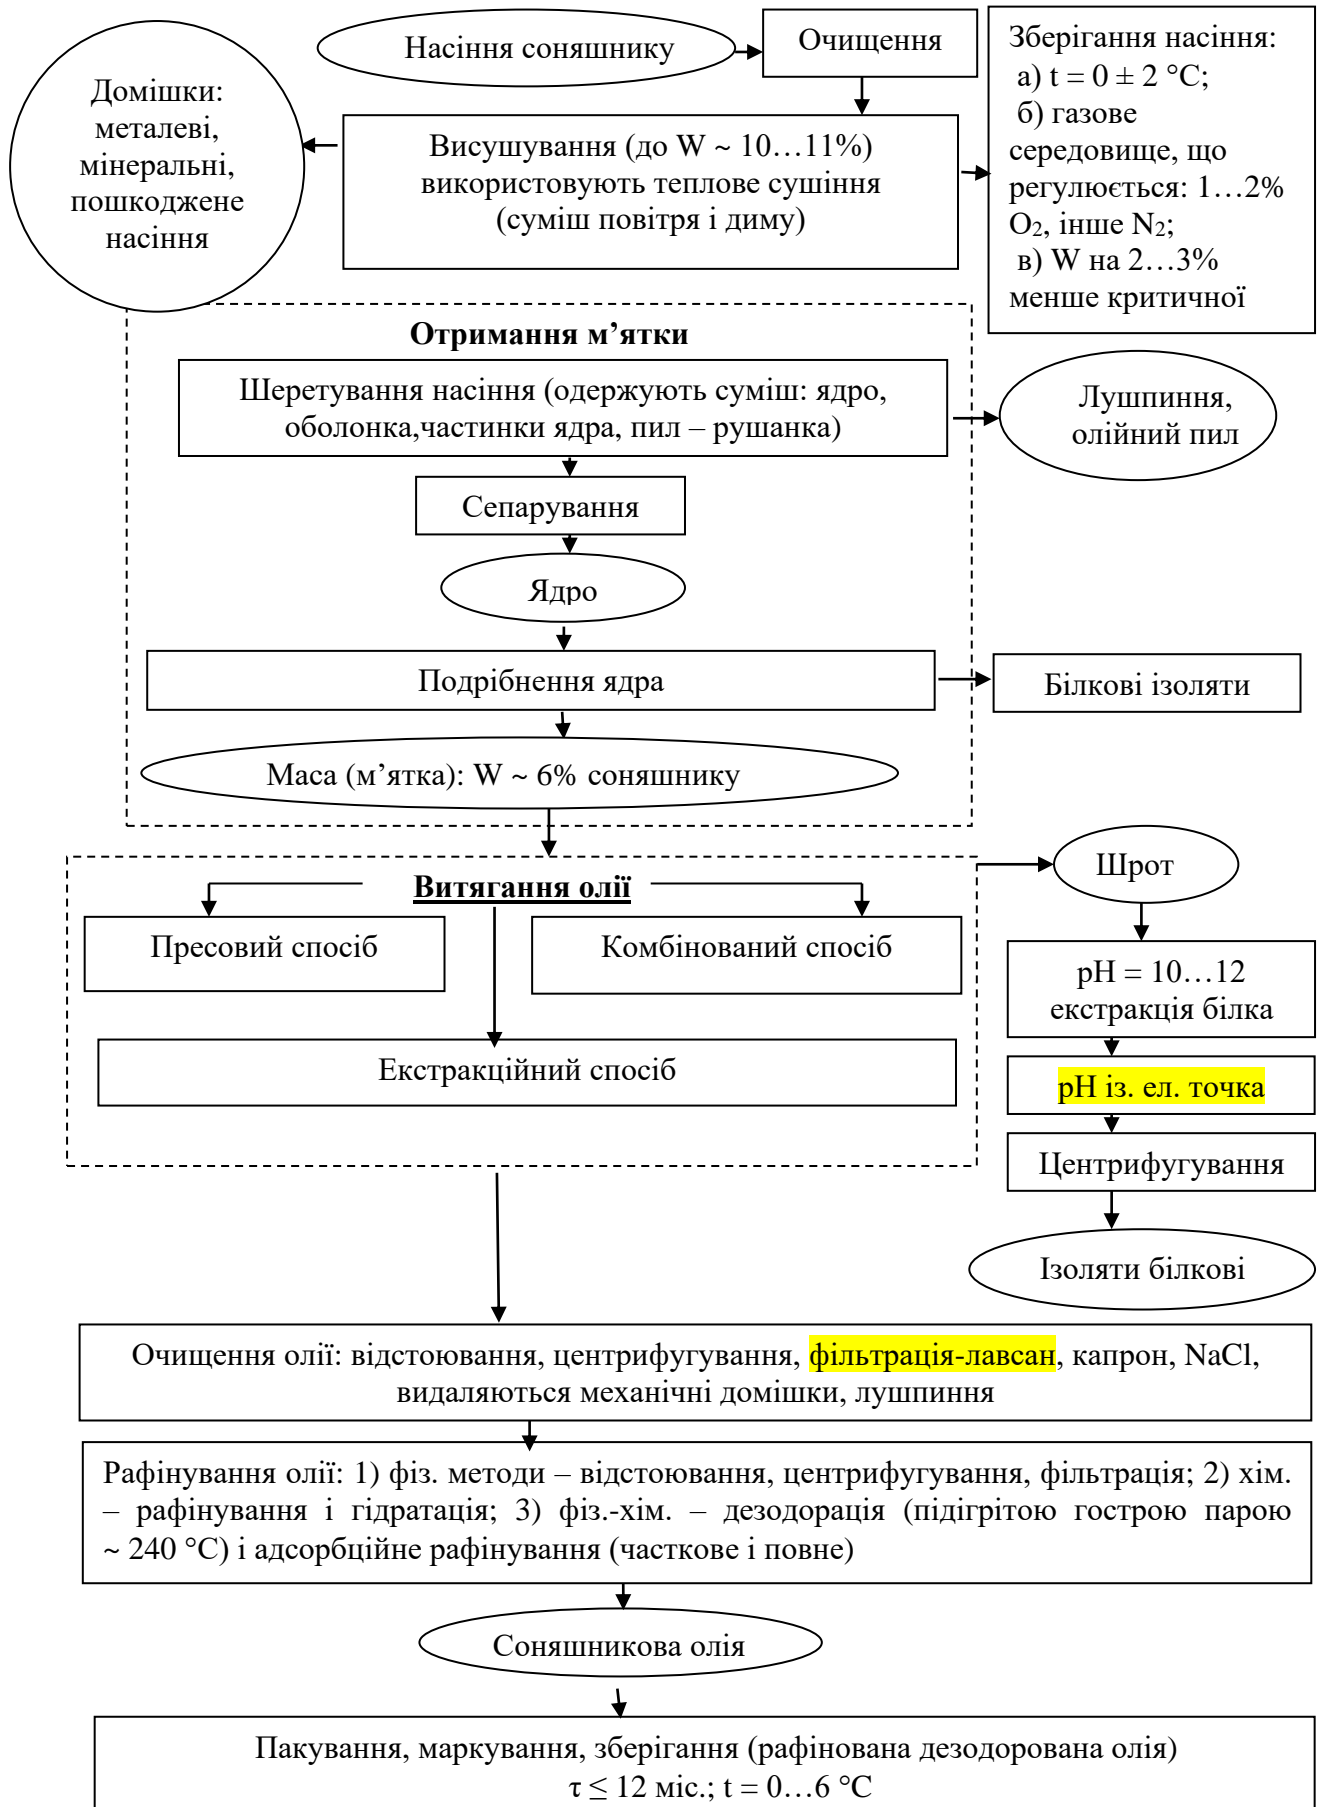 Насіння соняшнику
Очищення
Зберігання насіння:
а) t = 0 ± 2 °С;
б) газове
середовище, що
регулюється: 1…2%
O₂, інше N₂;
в) W на 2…3%
менше критичної
Домішки:
металеві,
мінеральні,
пошкоджене
насіння
Висушування (до W ~ 10…11%)
використовують теплове сушіння
(суміш повітря і диму)
Отримання м’ятки
Шеретування насіння (одержують суміш: ядро,
оболонка,частинки ядра, пил – рушанка)
Лушпиння,
олійний пил
Сепарування
Ядро
Подрібнення ядра
Білкові ізоляти
Маса (м’ятка): W ~ 6% соняшнику
Витягання олії
Пресовий спосіб
Комбінований спосіб
Екстракційний спосіб
Шрот
рН = 10…12
екстракція білка
рН із. ел. точка
Центрифугування
Ізоляти білкові
Очищення олії: відстоювання, центрифугування, фільтрація-лавсан, капрон, NaCl,
видаляються механічні домішки, лушпиння
Рафінування олії: 1) фіз. методи – відстоювання, центрифугування, фільтрація; 2) хім.
– рафінування і гідратація; 3) фіз.-хім. – дезодорація (підігрітою гострою парою
~ 240 °С) і адсорбційне рафінування (часткове і повне)
Соняшникова олія
Пакування, маркування, зберігання (рафінована дезодорована олія)
τ ≤ 12 міс.; t = 0…6 °С